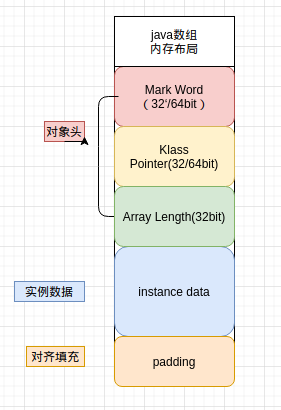 java数组
内存布局
Mark Word
（32‘/64bit）
对象头
Klass
Pointer(32/64bit)
Array Length(32bit)
实例数据
instance data
对齐填充
padding